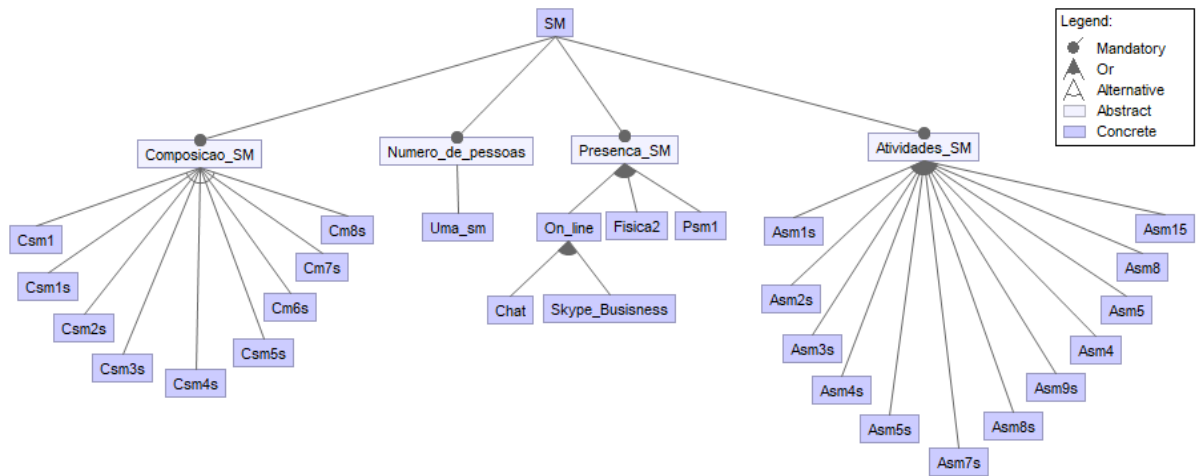 SM
Legend:
Mandatory
Or
Alternative
Abstract
Concrete
Composicao_SM
Numero_de_pessoas
Presenca_SM
Atividades_SM
Csm1
Csm1s
Csm2s
Csm3s
Csm4s
Csm5s
Cm6s
Cm7s
Cm8s
Uma_sm
On_line
Fisica2
Psm1
Chat
Skype_Busisness
Asm1s
Asm2s
Asm3s
Asm4s
Asm5s
Asm7s
Asm8s
Asm9s
Asm4
Asm5
Asm8
Asm15